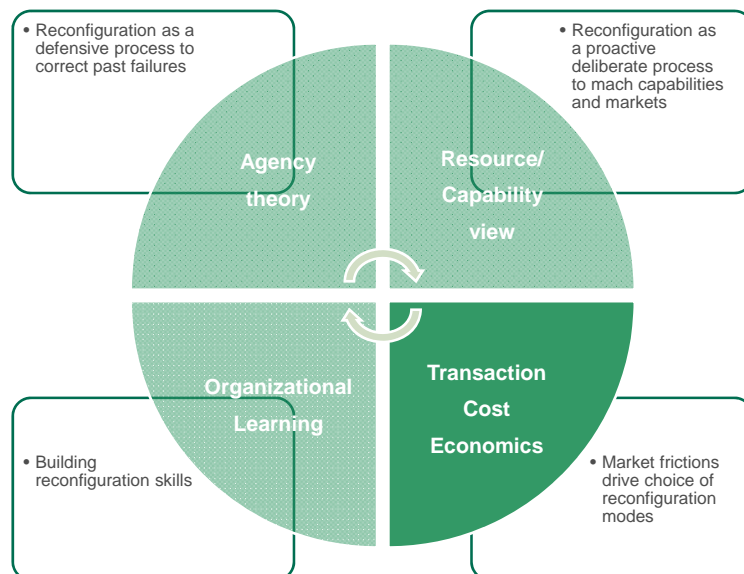 • Reconfiguration as a
defensive process to
correct past failures
• Reconfiguration as
a proactive
deliberate process
to mach capabilities
and markets
Agency
theory
Resource/
Capability
view
Organizational
Learning
Transaction
Cost
Economics
• Building
reconfiguration skills
• Market frictions
drive choice of
reconfiguration
modes